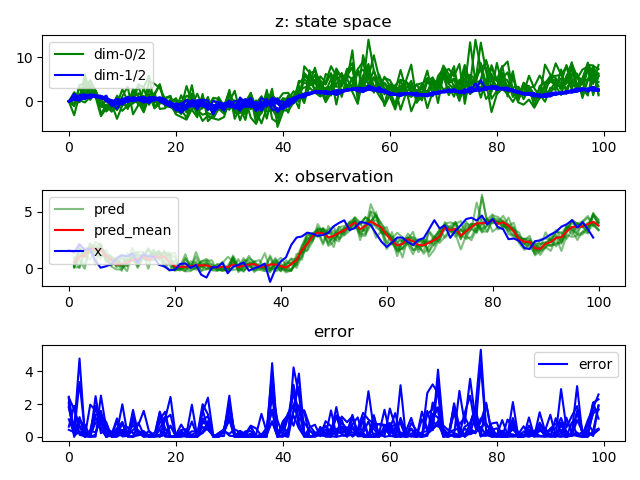 z: state space
10
0
dim-0/2
dim-1/2
0 20 40 60 80 100
x: observation
5
0
pred
pred_mean
x
0 20 40 60 80 100
error
4
2
0
error
0 20 40 60 80 100